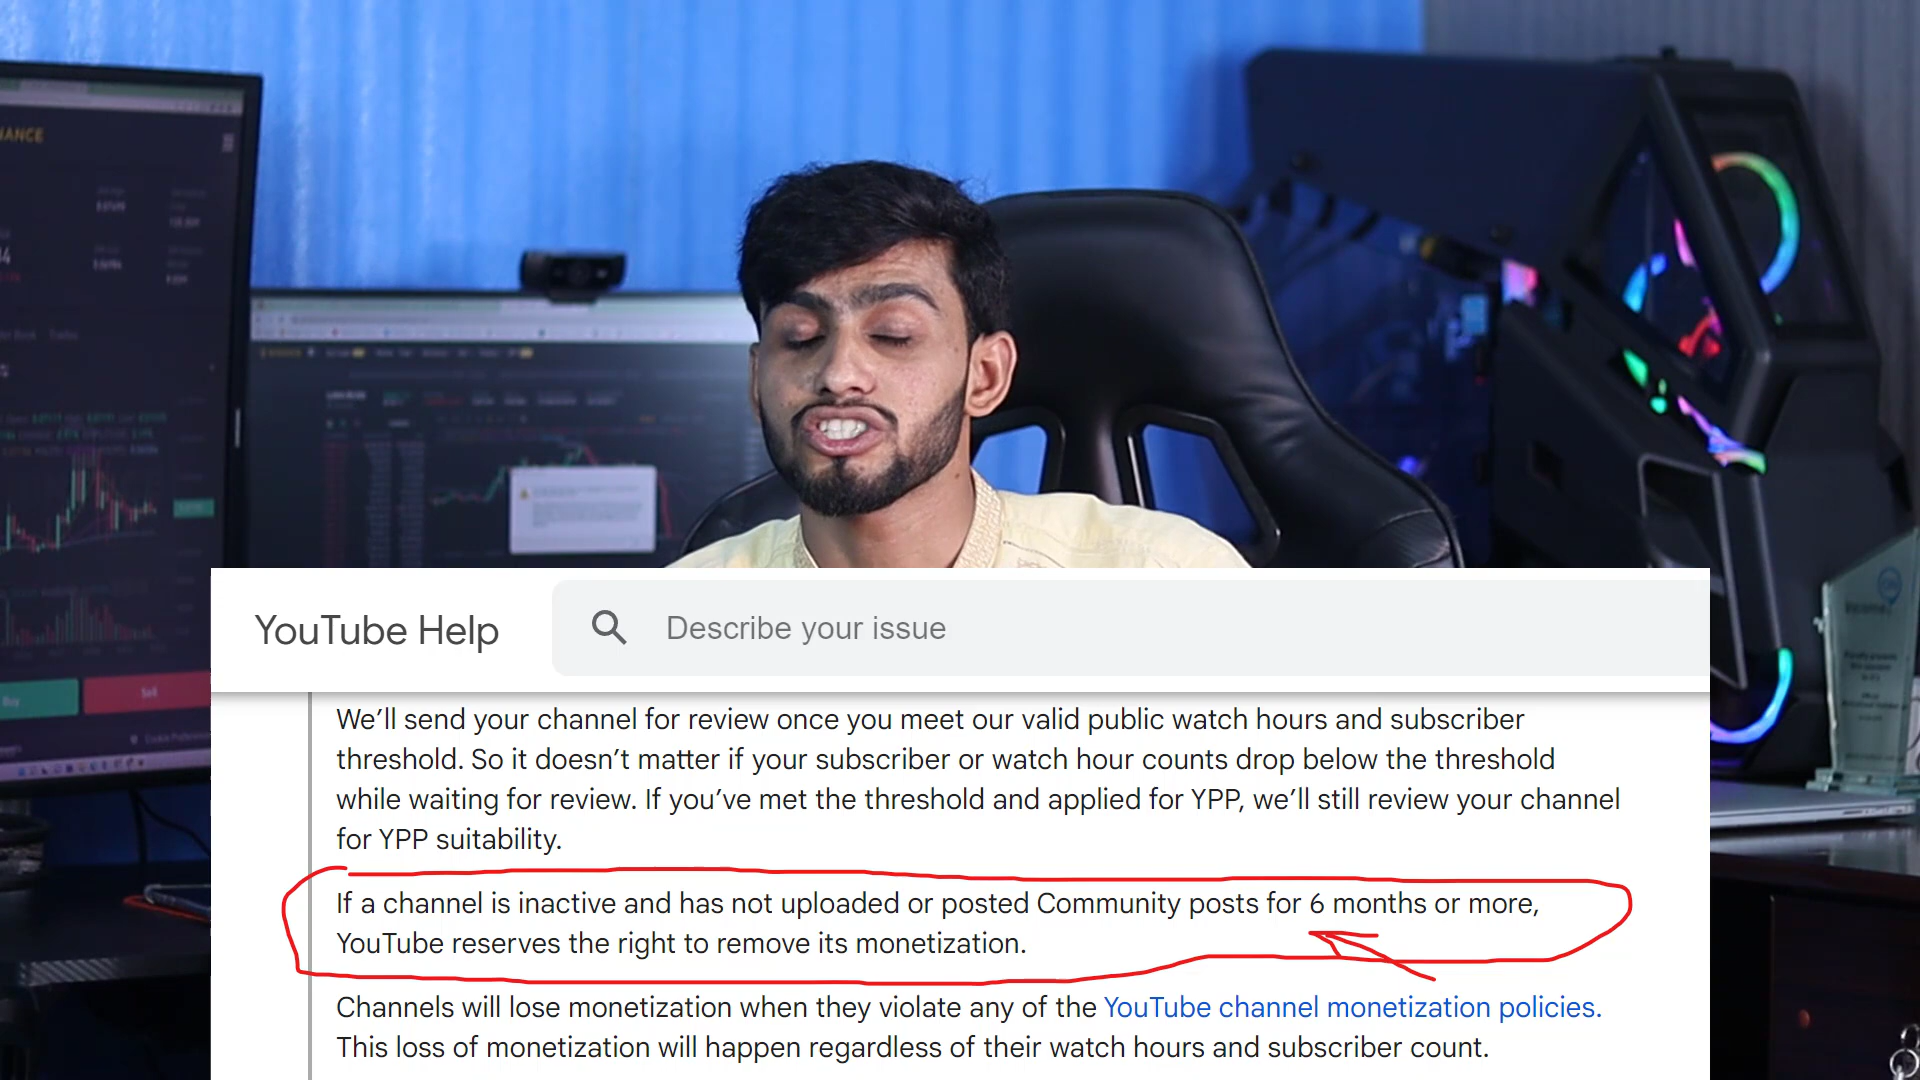 ANCE
Buy
Sell
YouTube Help
Describe your issue
We’ll send your channel for review once you meet our valid public watch hours and subscriber
threshold. So it doesn’t matter if your subscriber or watch hour counts drop below the threshold
while waiting for review. If you’ve met the threshold and applied for YPP, we’ll still review your channel
for YPP suitability.
If a channel is inactive and has not uploaded or posted Community posts for 6 months or more,
YouTube reserves the right to remove its monetization.
Channels will lose monetization when they violate any of the YouTube channel monetization policies.
This loss of monetization will happen regardless of their watch hours and subscriber count.